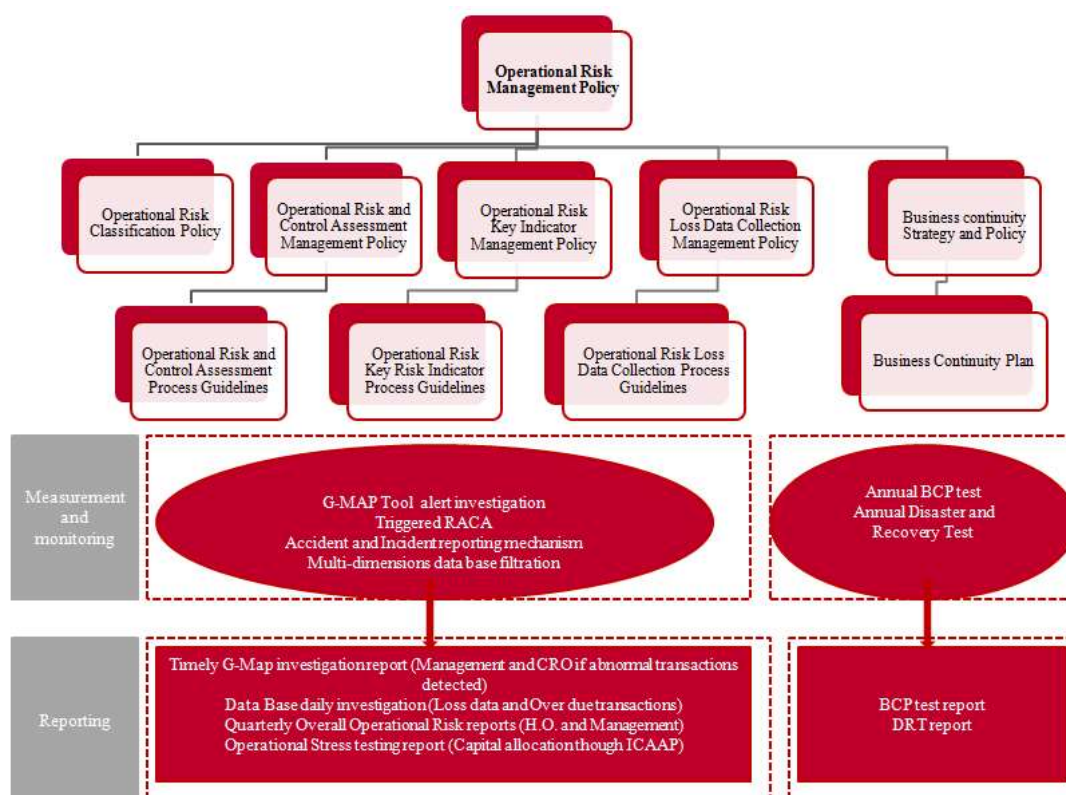 Operational Risk
Management Policy
Operational Risk
Classification Policy
Operational Risk and
Control Assessment
Management Policy
Operational Risk
Key Indicator
Management Policy
Operational Risk
Loss Data Collection
Management Policy
Business continuity
Strategy and Policy
Operational Risk and
Control Assessment
Process Guidelines
Operational Risk
Key Risk Indicator
Process Guidelines
Operational Risk Loss
Data Collection Process
Guidelines
Business Continuity Plan
Measurement
and
monitoring
G-MAP Tool alert investigation
Triggered RACA
Accident and Incident reporting mechanism
Multi-dimensions data base filtration
Annual BCP test
Annual Disaster and
Recovery Test
Reporting
Timely G-Map investigation report (Management and CRO if abnormal transactions
detected)
Data Base daily investigation (Loss data and Over due transactions)
Quarterly Overall Operational Risk reports (H.O. and Management)
Operational Stress testing report (Capital allocation though ICAAP)
BCP test report
DRT report